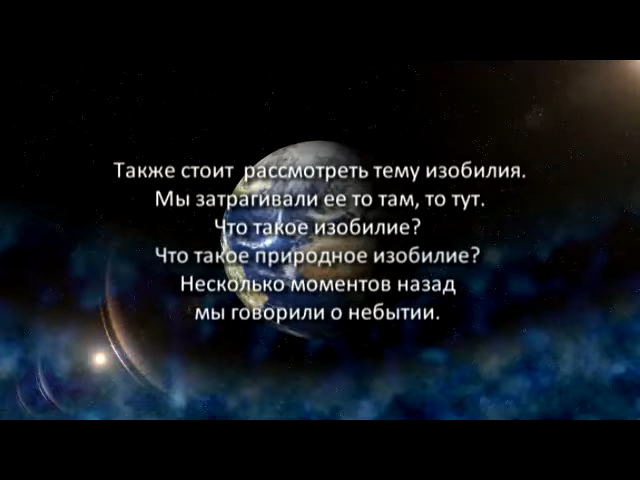 Также стоит рассмотреть тему изобилия.
Мы затрагивали ее то там, то тут.
Что такое изобилие?
Что такое природное изобилие?
Несколько моментов назад
мы говорили о небытии.